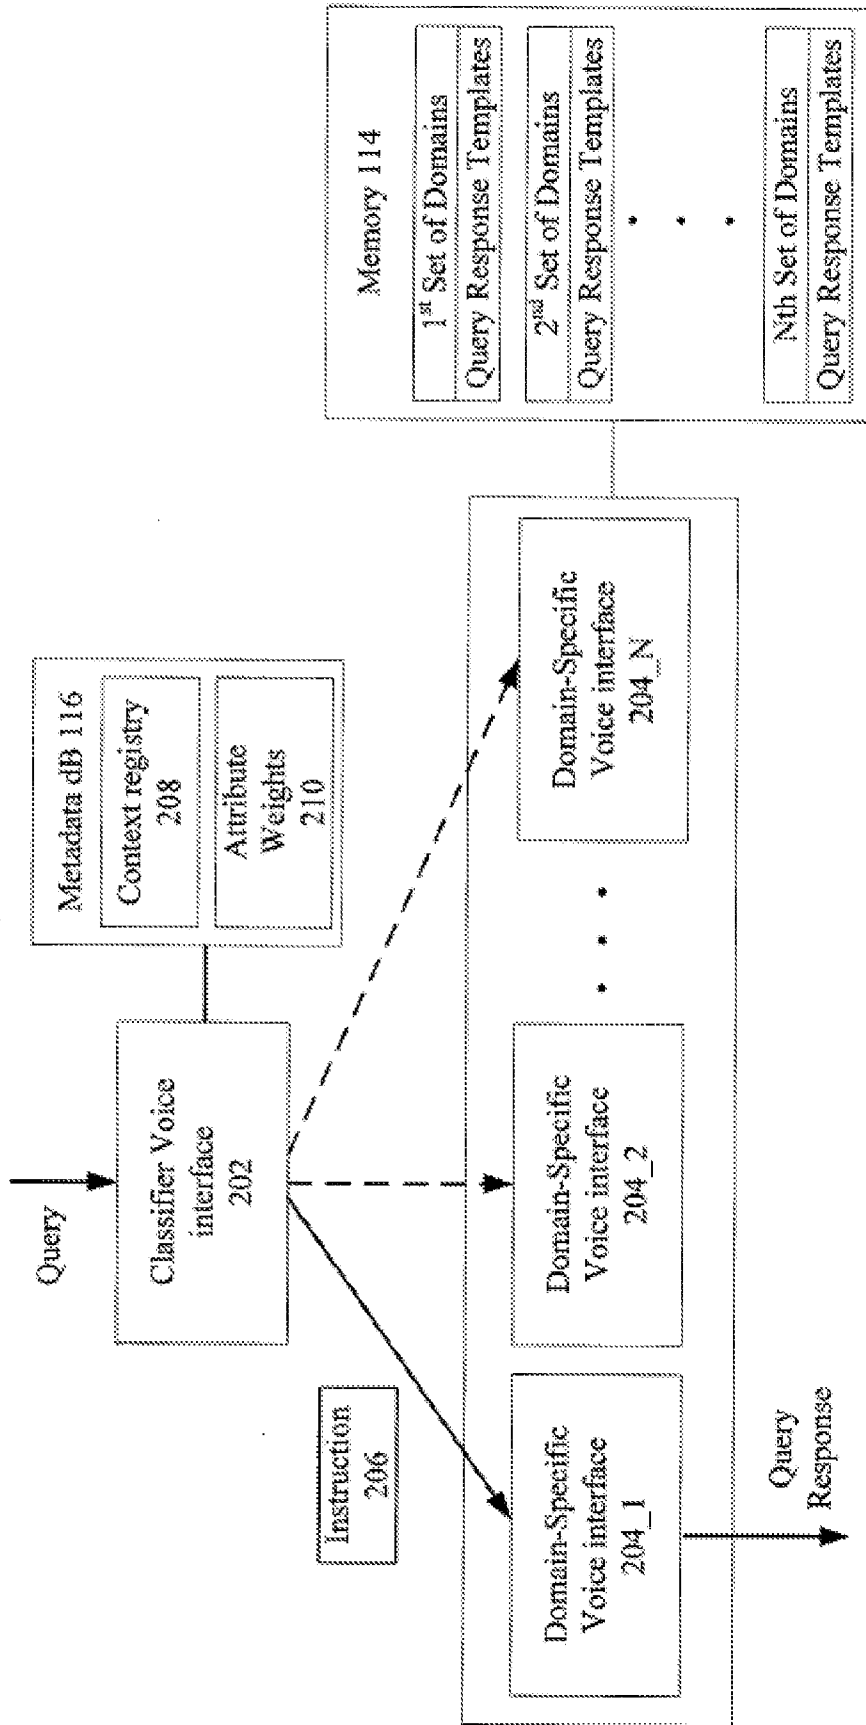 Query
Classifier Voice
interface
202
Metadata dB 116
Context registry
208
Attribute
Weights
210
Instruction
206
Domain-Specific
Voice interface
204_1
Domain-Specific
Voice interface
204_2
Domain-Specific
Voice interface
204_N
Query
Response
Memory 114
1st Set of Domains
Query Response Templates
2nd Set of Domains
Query Response Templates
Nth Set of Domains
Query Response Templates